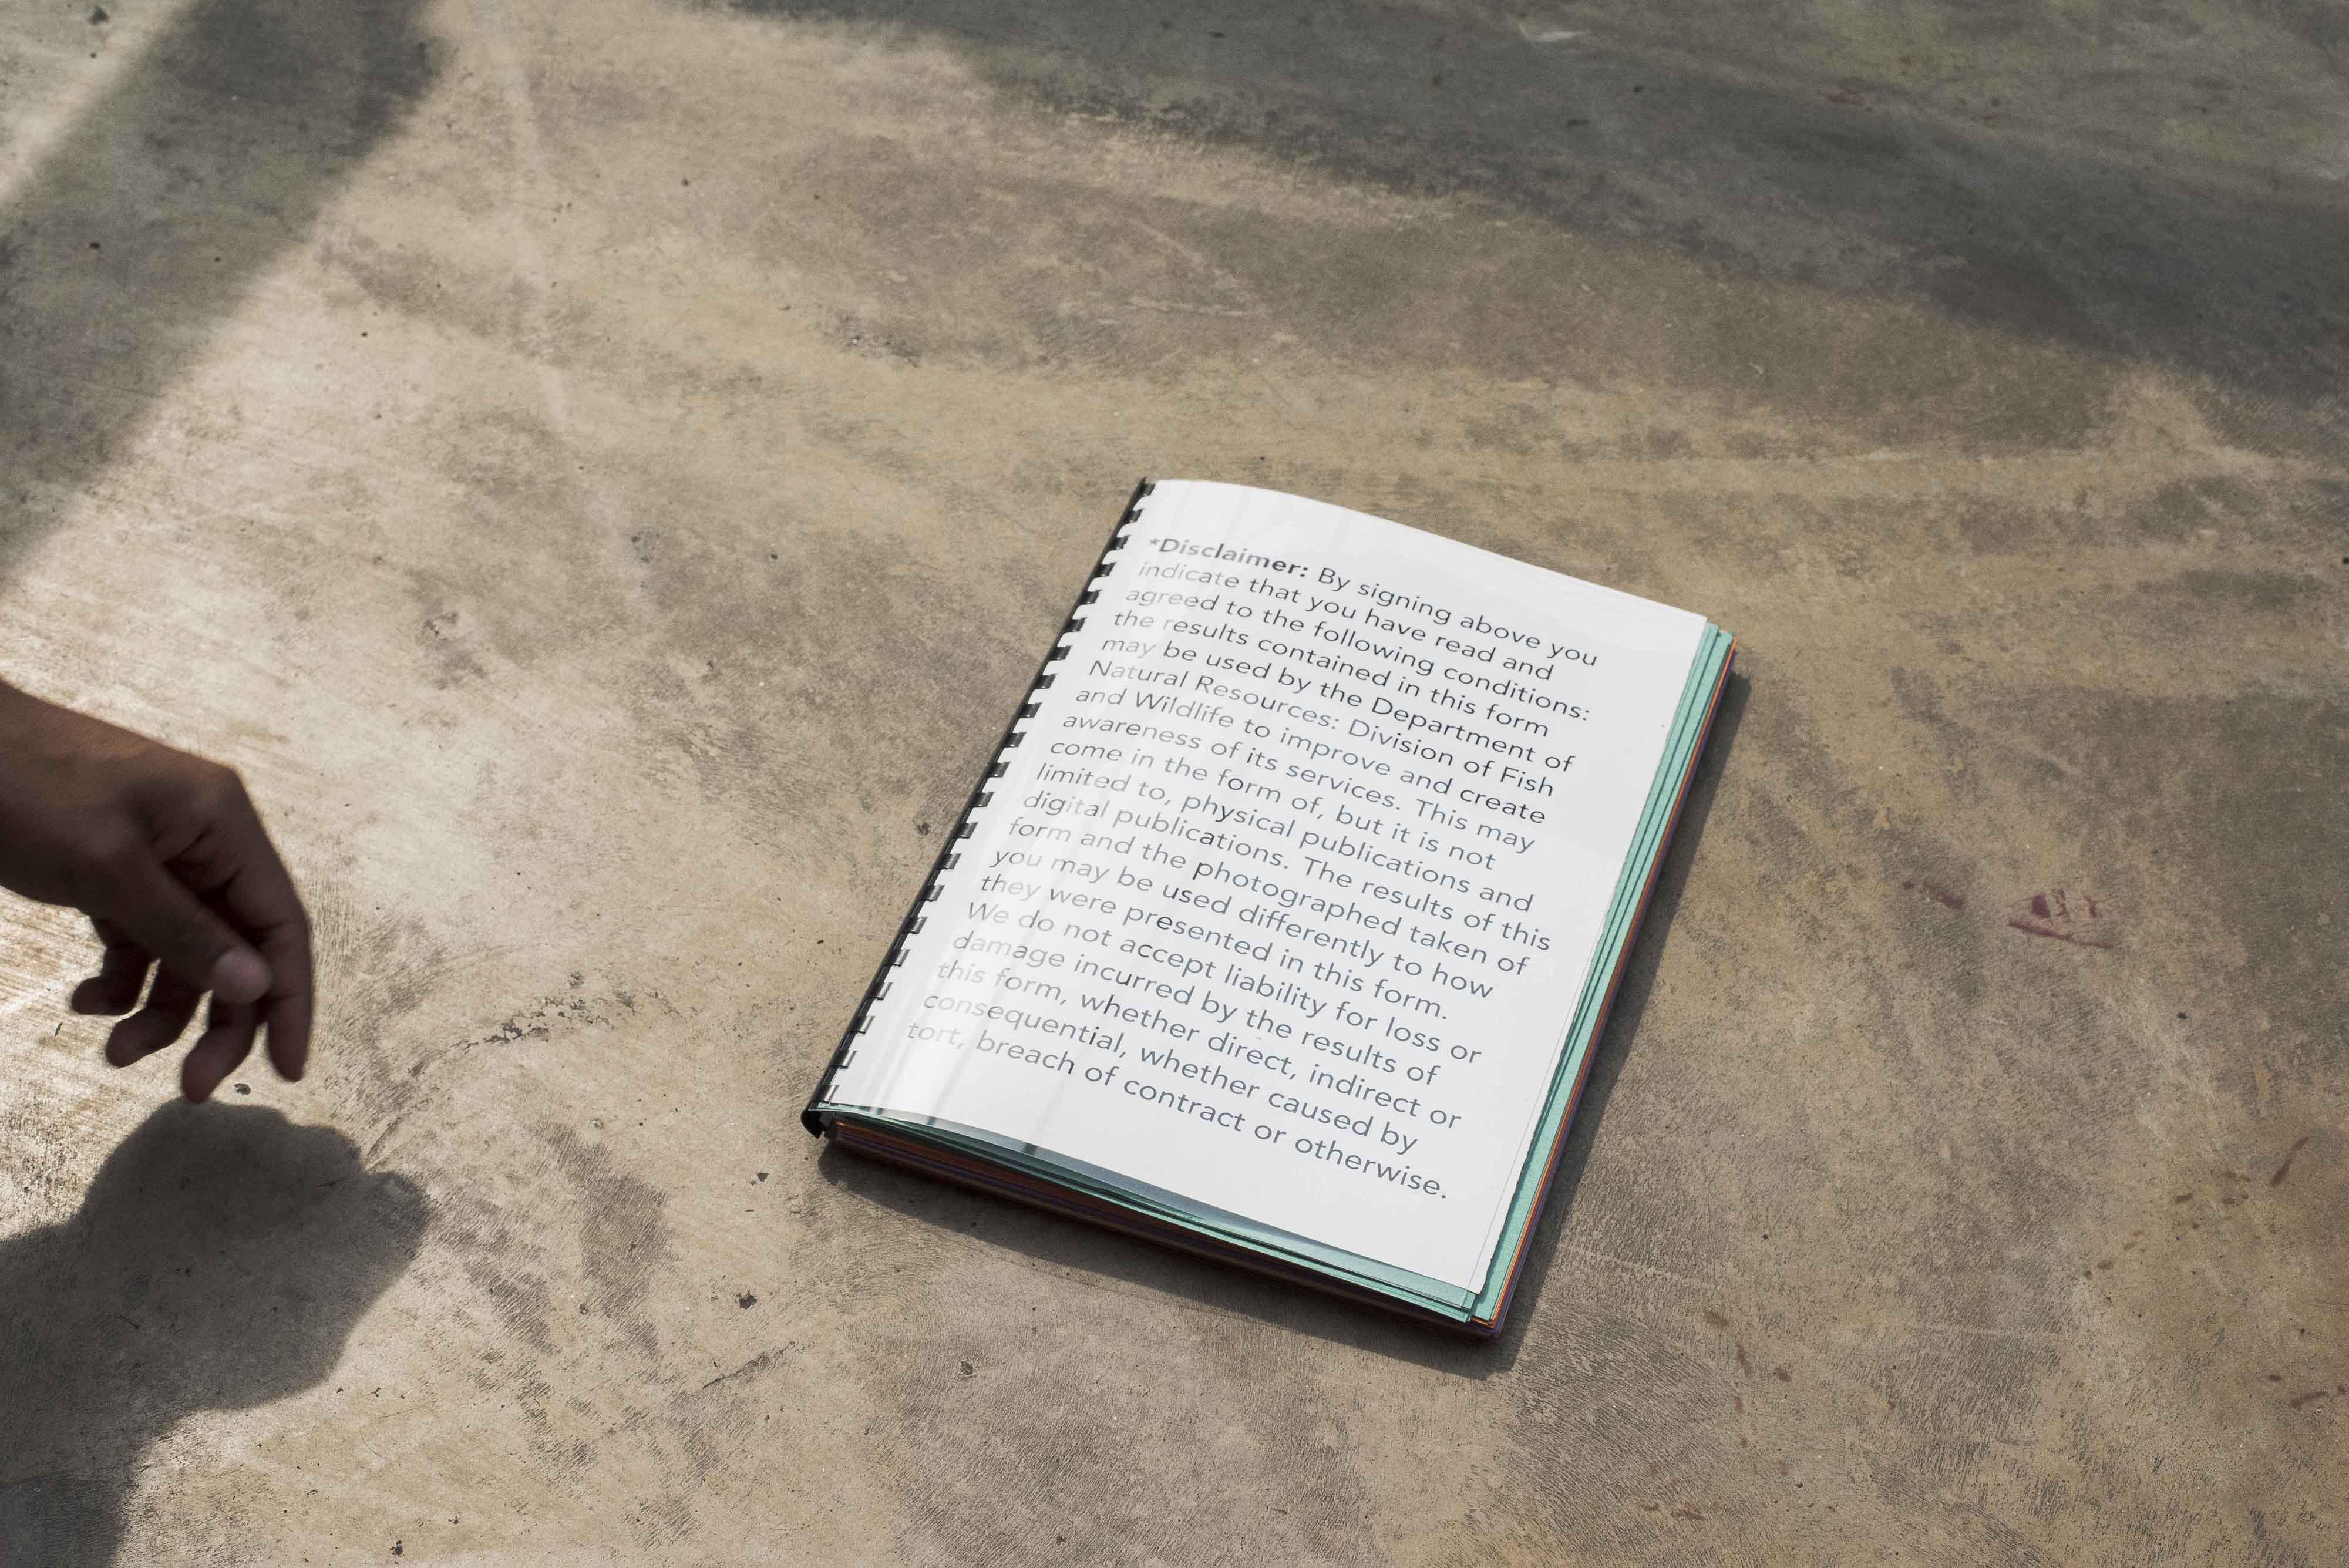 *Disclaimer: By signing above you
indicate that you have read and
agreed to the following conditions:
the results contained in this form
may be used by the Department of
Natural Resources: Division of Fish
and Wildlife to improve and create
awareness of its services. This may
come in the form of, but it is not
limited to, physical publications and
digital publications. The results of this
form and the photographed taken of
you may be used differently to how
they were presented in this form.
We do not accept liability for loss or
damage incurred by the results of
this form, whether direct, indirect or
consequential, whether caused by
tort, breach of contract or otherwise.